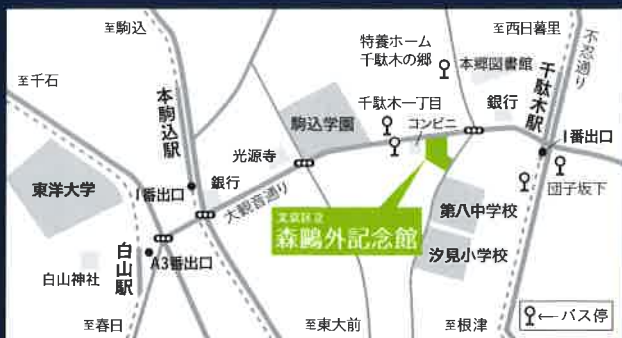 至駒込
至西日暮里
特養ホーム
千駄木の郷
不忍通り
本郷図書館
至千石
本駒込駅
千駄木一丁目
銀行
千駄木駅
コンビニ
駒込学園
1番出口
光源寺
東洋大学
1番出口
銀行
大観音通り
団子坂下
第八中学校
文京区立
森鷗外記念館
汐見小学校
白山駅
A3番出口
白山神社
至春日
至東大前
至根津
←バス停